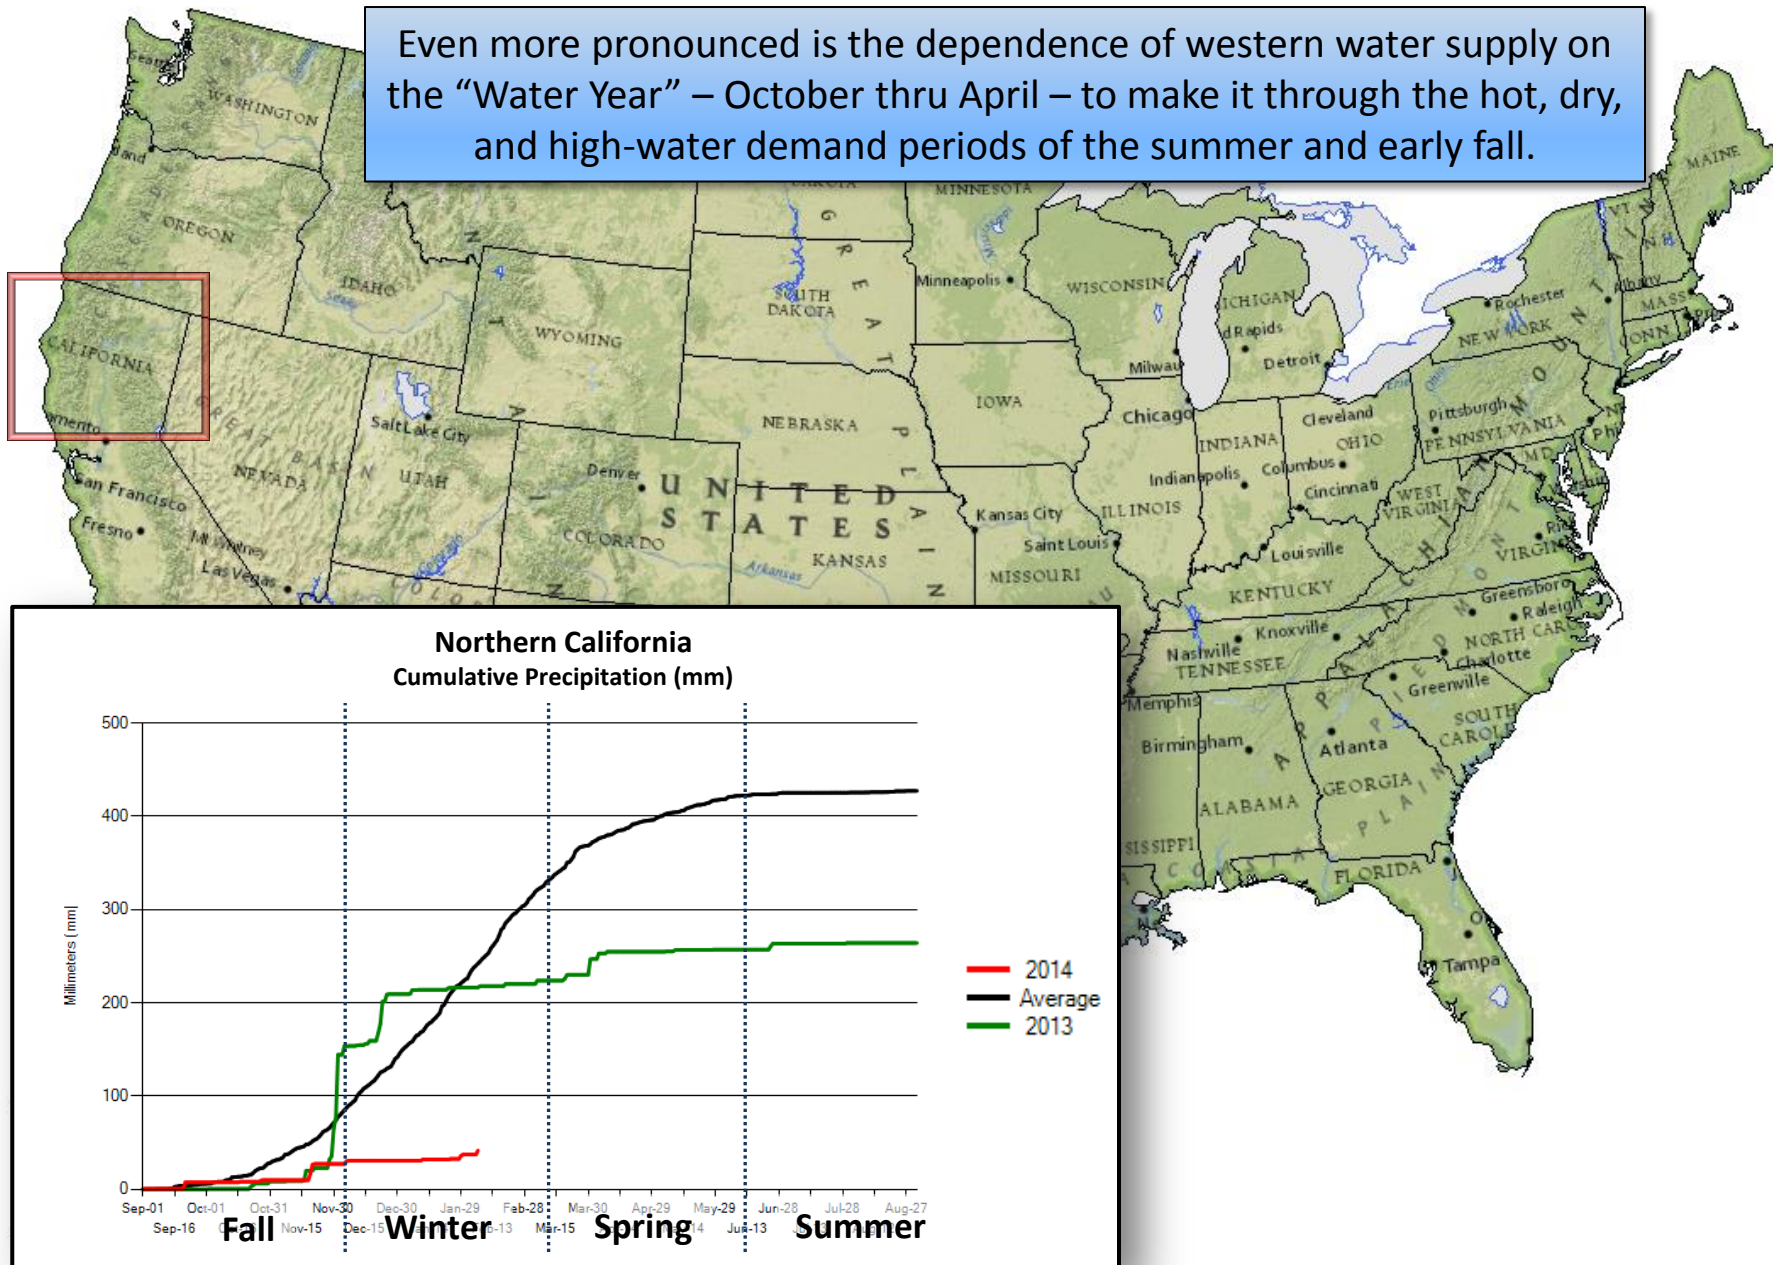 Even more pronounced is the dependence of western water supply on
the “Water Year” – October thru April – to make it through the hot, dry,
and high-water demand periods of the summer and early fall.
WASHINGTON
MAINE
OREGON
MINNESOTA
VT
IDAHO
Minneapolis
WISCONSIN
Albany
SOUTH
DAKOTA
Rochester
MASS
WYOMING
NEW YORK
CONN
CALIFORNIA
Detroit
IOWA
Chicago
Cleveland
Pittsburgh
Salt Lake City
NEBRASKA
INDIANA
OHIO
PENNSYLVANIA
GREAT BASIN
GREAT PLAIN
NEVADA
UTAH
Denver
Indianapolis
Columbus
MD
UNITED
STATES
Cincinnati
WEST
VIRGINIA
San Francisco
Kansas City
ILLINOIS
Fresno
COLORADO
KANSAS
Saint Louis
Louisville
Mt Whitney
Arkansas
MISSOURI
Las Vegas
KENTUCKY
Greensboro
Raleigh
Knoxville
Nashville
TENNESSEE
Charlotte
Greenville
Memphis
SOUTH
Birmingham
Atlanta
ALABAMA
GEORGIA
FLORIDA
Tampa
Northern California
Cumulative Precipitation (mm)
500
400
300
200
100
0
Millimeters (mm)
2014
Average
2013
Sep-01 Oct-01 Oct-31 Nov-30 Dec-30 Jan-29 Feb-28 Mar-30 Apr-29 May-29 Jun-28 Jul-28 Aug-27
Sep-16 Nov-15 Dec-15 Mar-15 Jun-13
Fall Winter Spring Summer